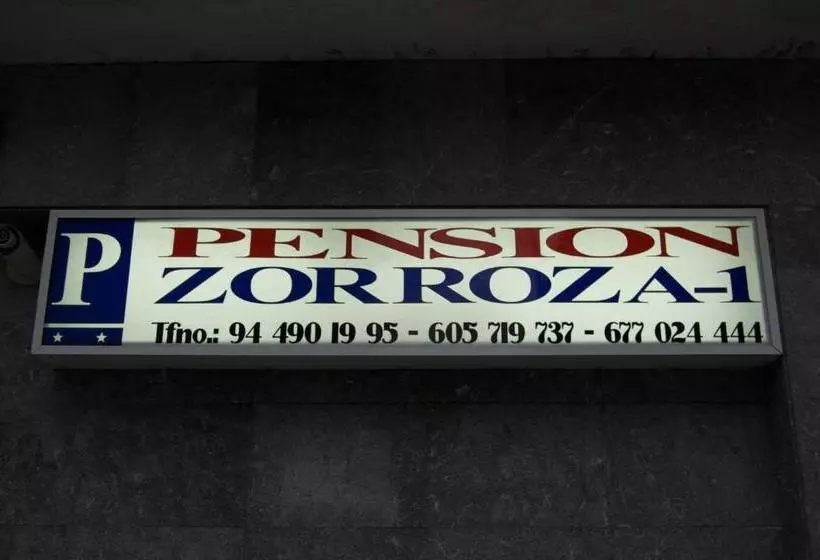 P
PENSION
ZORROZA-1
Tfno.: 94 490 19 95 - 605 719 737 - 677 024 444